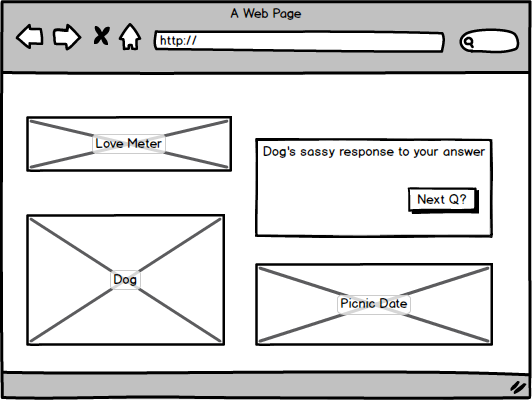 A Web Page
http://
Love Meter
Dog's sassy response to your answer
Next Q?
Dog
Picnic Date